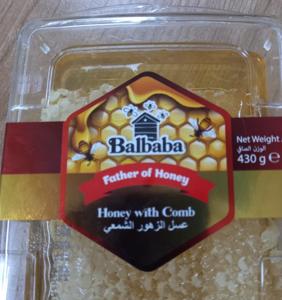 Balbaba
Father of Honey
Honey with Comb
عسل الزهور الشمعي
Net Weight
الوزن الصافي
430 g e